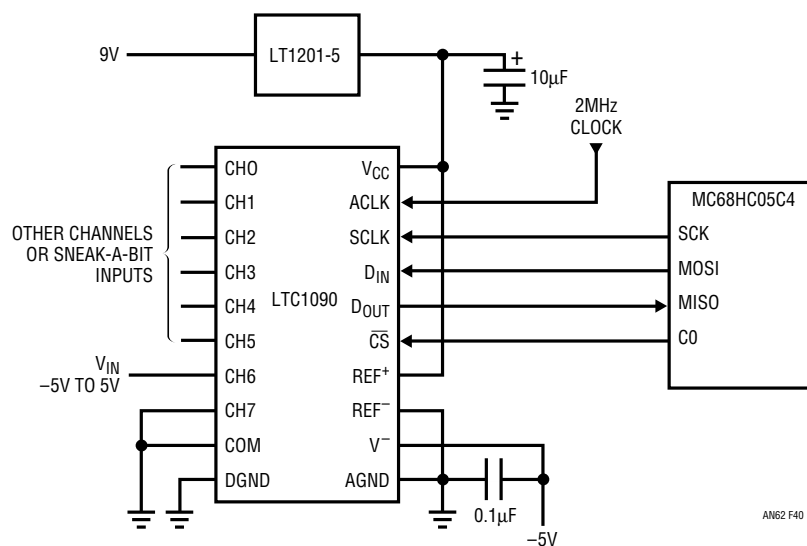 9V
LT1201-5
+
10µF
2MHz
CLOCK
CH0
CH1
CH2
CH3
CH4
CH5
CH6
CH7
COM
DGND
LTC1090
VCC
ACLK
SCLK
DIN
DOUT
C̅S̅
REF+
REF–
V–
AGND
MC68HC05C4
SCK
MOSI
MISO
C0
OTHER CHANNELS
OR SNEAK-A-BIT
INPUTS
VIN
–5V TO 5V
0.1µF
–5V
AN62 F40